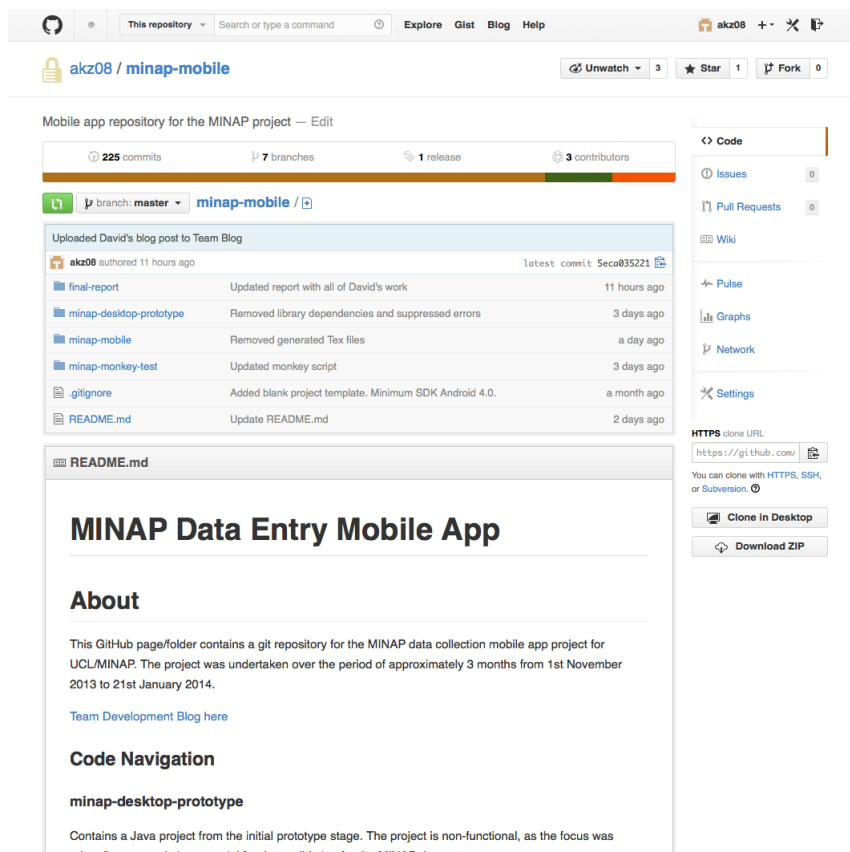 This repository Search or type a command Explore Gist Blog Help akz08
akz08 / minap-mobile Unwatch 3 Star 1 Fork 0
Mobile app repository for the MINAP project — Edit
225 commits 7 branches 1 release 3 contributors
branch: master minap-mobile /
Uploaded David's blog post to Team Blog
akz08 authored 11 hours ago latest commit 5eca035221
final-report Updated report with all of David's work 11 hours ago
minap-desktop-prototype Removed library dependencies and suppressed errors 3 days ago
minap-mobile Removed generated Tex files a day ago
minap-monkey-test Updated monkey script 3 days ago
.gitignore Added blank project template. Minimum SDK Android 4.0. a month ago
README.md Update README.md 2 days ago
README.md
MINAP Data Entry Mobile App
About
This GitHub page/folder contains a git repository for the MINAP data collection mobile app project for
UCL/MINAP. The project was undertaken over the period of approximately 3 months from 1st November
2013 to 21st January 2014.
Team Development Blog here
Code Navigation
minap-desktop-prototype
Contains a Java project from the initial prototype stage. The project is non-functional, as the focus was
Code
Issues 0
Pull Requests 0
Wiki
Pulse
Graphs
Network
Settings
HTTPS clone URL
https://github.com/
You can clone with HTTPS, SSH,
or Subversion.
Clone in Desktop
Download ZIP